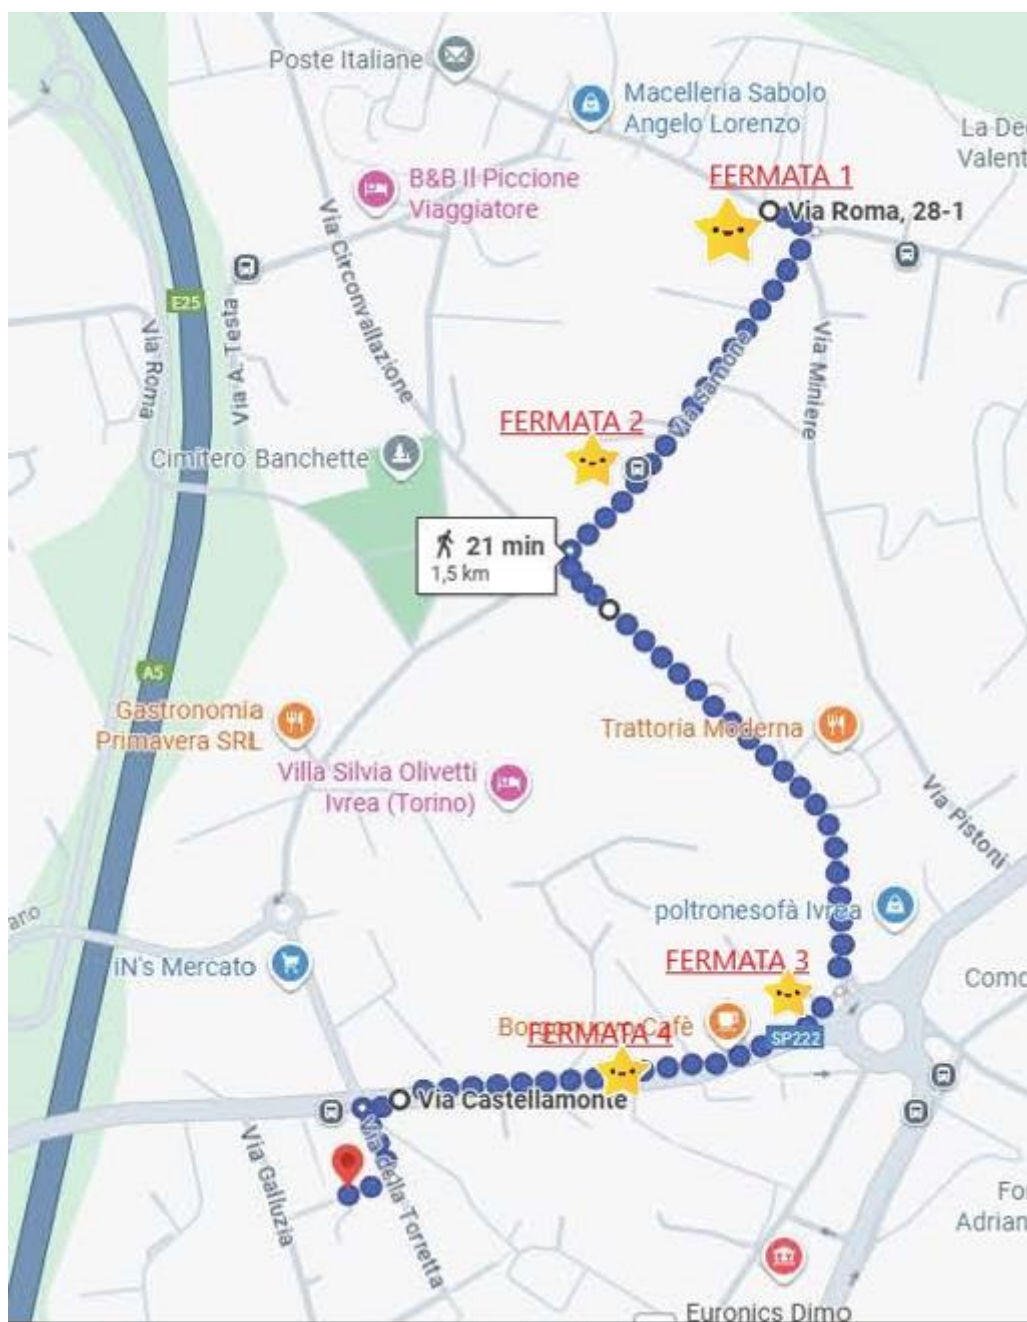 Poste Italiane
Macelleria Sabolo
Angelo Lorenzo
La De
Valent
FERMATA 1
B&B Il Piccione
Viaggiatore
Via Roma, 28-1
Via Circonvallazione
E25
Via A. Testa
Via Roma
Via Samone
Via Miniere
FERMATA 2
Cimitero Banchette
21 min
1,5 km
A5
Gastronomia
Primavera SRL
Trattoria Moderna
Villa Silvia Olivetti
Ivrea (Torino)
Via Pistoni
poltronesofà Ivrea
ano
FERMATA 3
iN's Mercato
Como
FERMATA 4
Cafè
SP222
Via Castellamonte
Via della Torretta
Via Galluzia
Fo
Adrian
Euronics Dimo